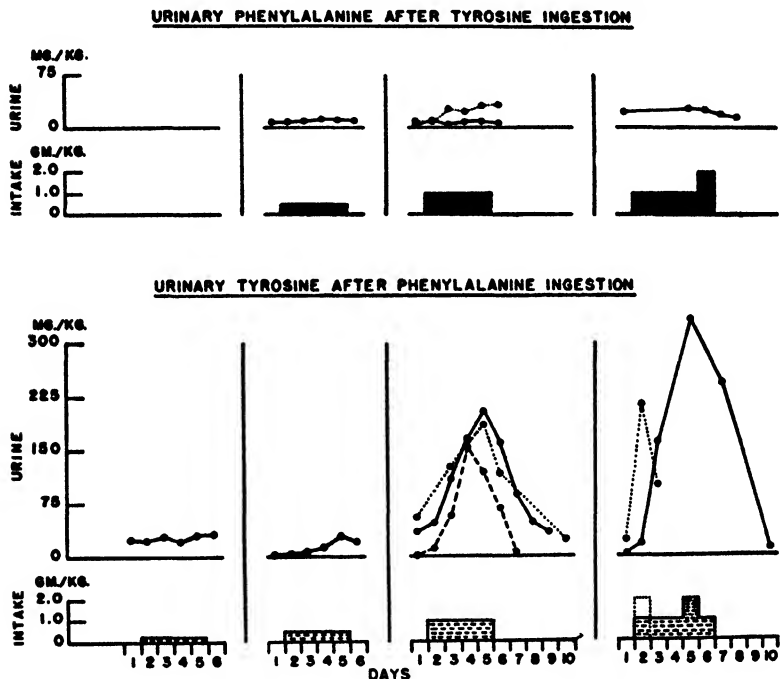 URINARY PHENYLALANINE AFTER TYROSINE INGESTION
MG./KG.
75
URINE
0
GM./KG.
2.0
INTAKE
1.0
0
URINARY TYROSINE AFTER PHENYLALANINE INGESTION
MG./KG.
300
225
URINE
150
75
0
GM./KG.
2.0
INTAKE
1.0
0
1 2 3 4 5 6 1 2 3 4 5 6 1 2 3 4 5 6 7 8 9 10 1 2 3 4 5 6 7 8 9 10
DAYS